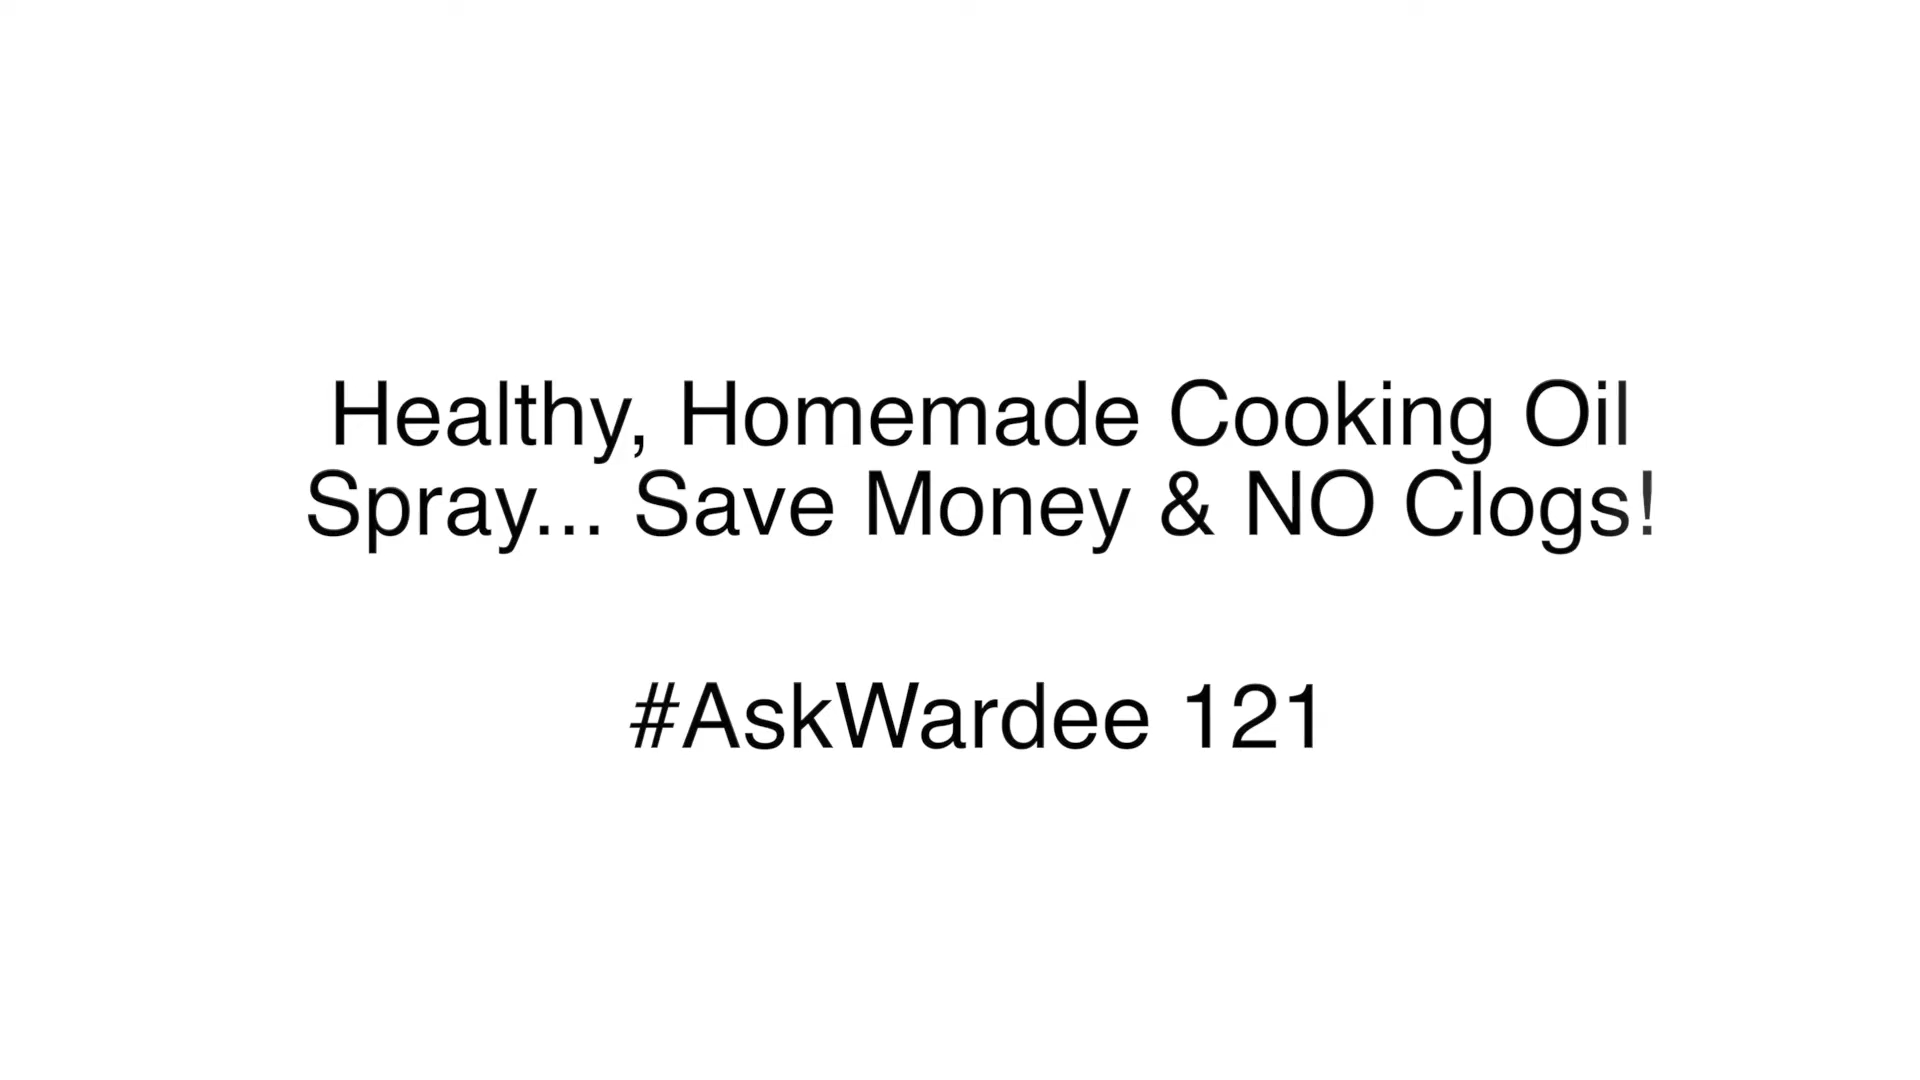 Healthy, Homemade Cooking Oil
Spray... Save Money & NO Clogs!
#AskWardee 121